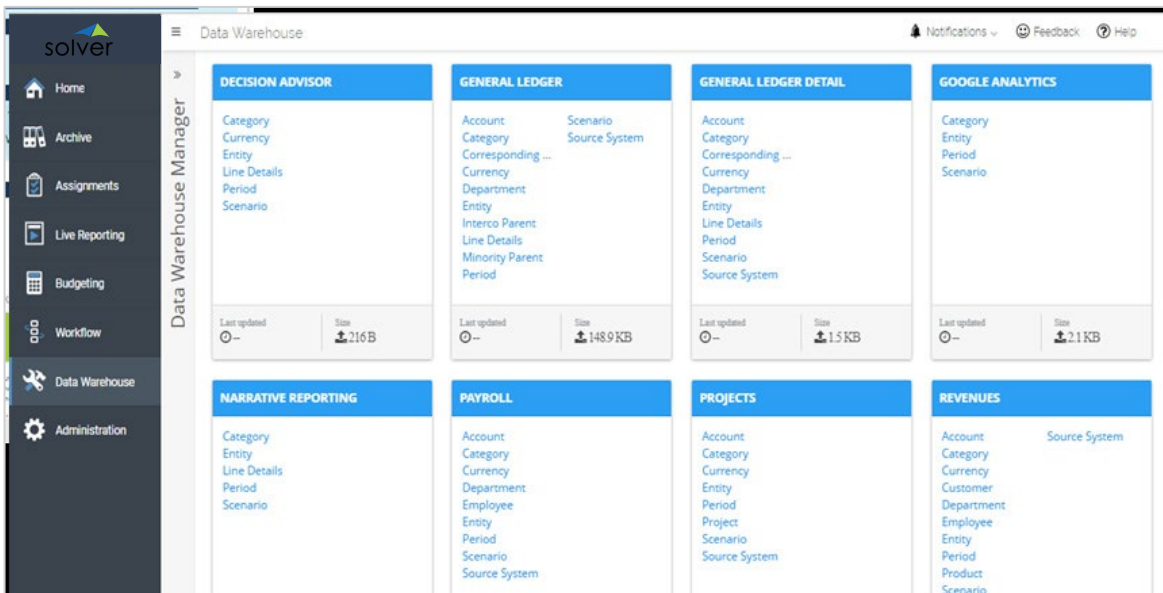 solver
Home
Archive
Assignments
Live Reporting
Budgeting
Workflow
Data Warehouse
Administration
Data Warehouse
Notifications
Feedback
Help
Data Warehouse Manager
DECISION ADVISOR
Category
Currency
Entity
Line Details
Period
Scenario
Last updated
--
Size
216 B
GENERAL LEDGER
Account
Category
Corresponding ...
Currency
Department
Entity
Interco Parent
Line Details
Minority Parent
Period
Scenario
Source System
Last updated
--
Size
148.9 KB
GENERAL LEDGER DETAIL
Account
Category
Corresponding ...
Currency
Department
Entity
Line Details
Period
Scenario
Source System
Last updated
--
Size
1.5 KB
GOOGLE ANALYTICS
Category
Entity
Period
Scenario
Last updated
--
Size
2.1 KB
NARRATIVE REPORTING
Category
Entity
Line Details
Period
Scenario
PAYROLL
Account
Category
Currency
Department
Employee
Entity
Period
Scenario
Source System
PROJECTS
Account
Category
Currency
Entity
Period
Project
Scenario
Source System
REVENUES
Account
Category
Currency
Customer
Department
Employee
Entity
Period
Product
Scenario
Source System